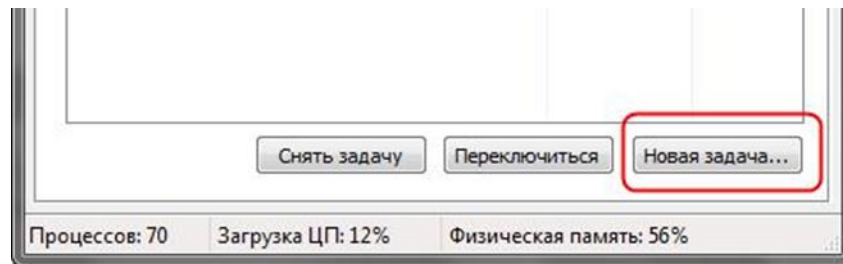 Снять задачу Переключиться Новая задача...
Процессов: 70 Загрузка ЦП: 12% Физическая память: 56%